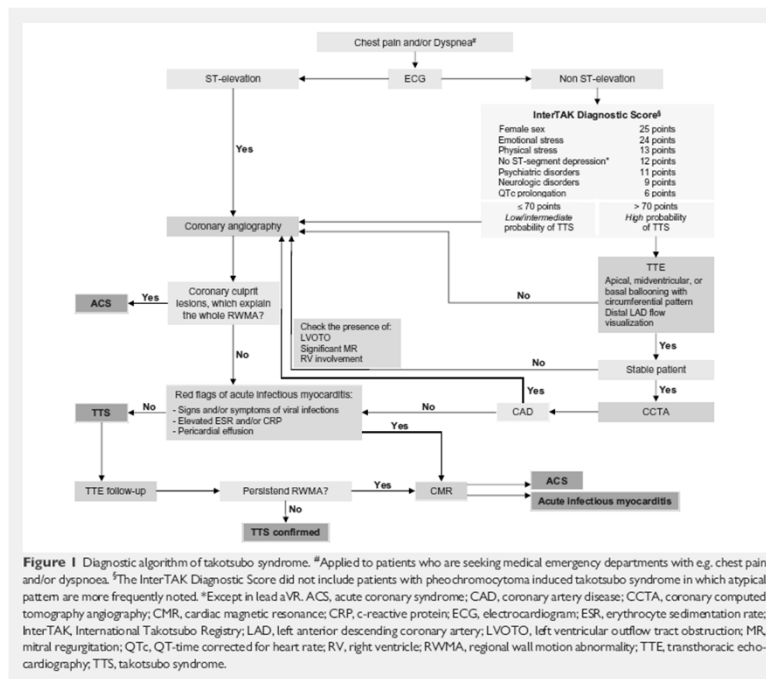 Chest pain and/or Dyspnea#
ST-elevation
ECG
Non ST-elevation
Yes
InterTAK Diagnostic Score§
Female sex 25 points
Emotional stress 24 points
Physical stress 13 points
No ST-segment depression* 12 points
Psychiatric disorders 11 points
Neurologic disorders 9 points
QTc prolongation 6 points
≤ 70 points
Low/intermediate
probability of TTS
> 70 points
High probability
of TTS
Coronary angiography
TTE
Apical, midventricular, or
basal ballooning with
circumferential pattern
Distal LAD flow
visualization
No
ACS
Yes
Coronary culprit
lesions, which explain
the whole RWMA?
Check the presence of:
LVOTO
Significant MR
RV involvement
Yes
No
No
Stable patient
Yes
Yes
TTS
No
Red flags of acute infectious myocarditis:
- Signs and/or symptoms of viral infections
- Elevated ESR and/or CRP
- Pericardial effusion
No
CAD
CCTA
Yes
TTE follow-up
Persistend RWMA?
Yes
CMR
ACS
Acute infectious myocarditis
No
TTS confirmed
Figure 1 Diagnostic algorithm of takotsubo syndrome. #Applied to patients who are seeking medical emergency departments with e.g. chest pain
and/or dyspnoea. §The InterTAK Diagnostic Score did not include patients with pheochromocytoma induced takotsubo syndrome in which atypical
pattern are more frequently noted. *Except in lead aVR. ACS, acute coronary syndrome; CAD, coronary artery disease; CCTA, coronary computed
tomography angiography; CMR, cardiac magnetic resonance; CRP, c-reactive protein; ECG, electrocardiogram; ESR, erythrocyte sedimentation rate;
InterTAK, International Takotsubo Registry; LAD, left anterior descending coronary artery; LVOTO, left ventricular outflow tract obstruction; MR,
mitral regurgitation; QTc, QT-time corrected for heart rate; RV, right ventricle; RWMA, regional wall motion abnormality; TTE, transthoracic echo-
cardiography; TTS, takotsubo syndrome.